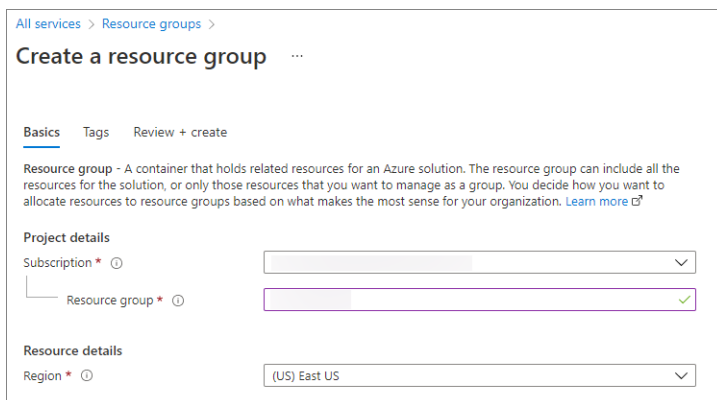 All services > Resource groups >
Create a resource group ...
Basics Tags Review + create
Resource group - A container that holds related resources for an Azure solution. The resource group can include all the
resources for the solution, or only those resources that you want to manage as a group. You decide how you want to
allocate resources to resource groups based on what makes the most sense for your organization. Learn more
Project details
Subscription *
Resource group *
Resource details
Region * (US) East US